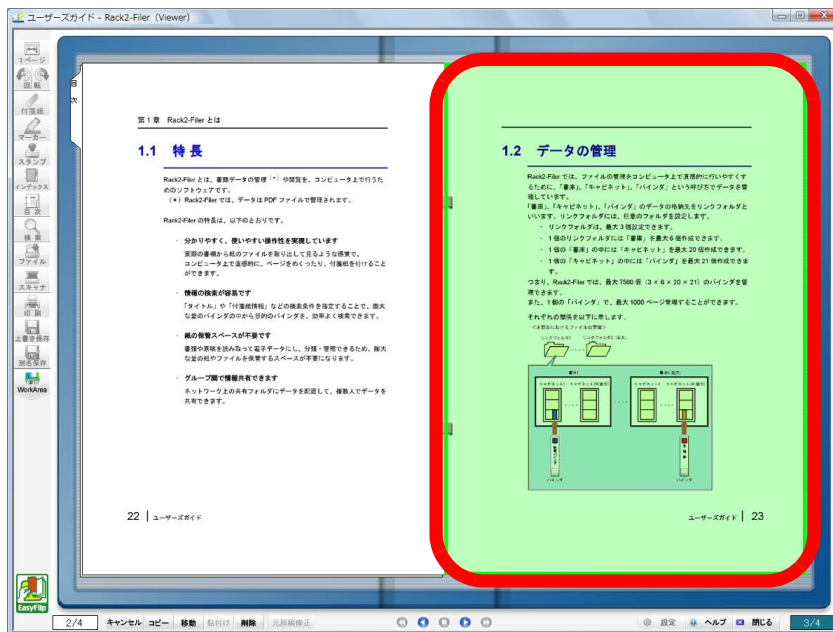 ユーザーズガイド - Rack2-Filer (Viewer)
1ページ
回転
付箋紙
マーカー
スタンプ
インデックス
目次
検索
ファイル
スキャナ
印刷
上書き保存
別名保存
WorkArea
EasyFlip
目
次
第1章 Rack2-Filer とは
1.1 特長
Rack2-Filer とは、書類データの管理［*］や閲覧を、コンピュータ上で行うた
めのソフトウェアです。
（*）Rack2-Filer では、データは PDF ファイルで管理されます。
Rack2-Filer の特長は、以下のとおりです。
・ 分かりやすく、使いやすい操作性を実現しています
実際の書棚から紙のファイルを取り出して見るような感覚で、
コンピュータ上で直感的に、ページをめくったり、付箋紙を付けること
ができます。
・ 情報の検索が容易です
「タイトル」や「付箋紙情報」などの検索条件を指定することで、膨大
な量のバインダの中から目的のバインダを、効率よく検索できます。
・ 紙の保管スペースが不要です
書類や原稿を読み取って電子データにし、分類・管理できるため、膨大
な量の紙やファイルを保管するスペースが不要になります。
・ グループ間で情報共有できます
ネットワーク上の共有フォルダにデータを配置して、複数人でデータを
共有できます。
22 | ユーザーズガイド
1.2 データの管理
Rack2-Filer では、ファイルの管理をコンピュータ上で直感的に行いやすくす
るために、「書庫」、「キャビネット」、「バインダ」という呼び方でデータを管
理しています。
「書庫」、「キャビネット」、「バインダ」のデータの格納先をリンクフォルダと
いいます。リンクフォルダには、任意のフォルダを設定します。
・ リンクフォルダは、最大3個設定できます。
・ 1個のリンクフォルダには「書庫」を最大6個作成できます。
・ 1個の「書庫」の中には「キャビネット」を最大20個作成できます。
・ 1個の「キャビネット」の中には「バインダ」を最大21個作成できま
す。
つまり、Rack2-Filer では、最大7560個（3×6×20×21）のバインダを管
理できます。
また、1個の「バインダ」で、最大1000ページ管理することができます。
それぞれの関係を以下に示します。
リンクフォルダ1
バインダ バインダ
ユーザーズガイド | 23
2/4 キャンセル コピー 移動 貼付け 削除 元原稿修正 設定 ヘルプ 閉じる 3/4